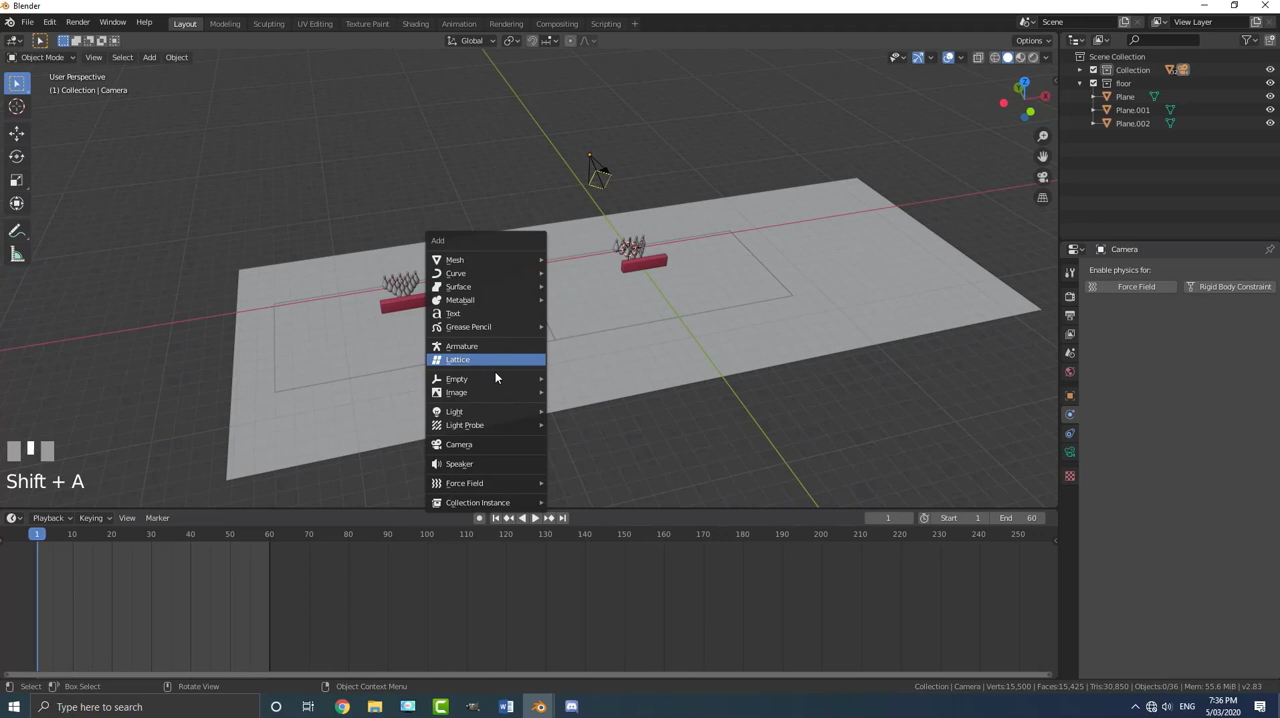 Blender
File Edit Render Window Help Layout Modeling Sculpting UV Editing Texture Paint Shading Animation Rendering Compositing Scripting + Scene View Layer
Global Options
Object Mode View Select Add Object
User Perspective
(1) Collection | Camera
Scene Collection
Collection
floor
Plane
Plane.001
Plane.002
Z
Y
X
Add
Mesh
Curve
Surface
Metaball
Text
Grease Pencil
Armature
Lattice
Empty
Image
Light
Light Probe
Camera
Speaker
Force Field
Collection Instance
Camera
Enable physics for:
Force Field Rigid Body Constraint
Shift + A
Playback Keying View Marker 1 Start 1 End 60
1 10 20 30 40 50 60 70 80 90 100 110 120 130 140 150 160 170 180 190 200 210 220 230 240 250
Select Box Select Rotate View Object Context Menu Collection | Camera | Verts:15,500 | Faces:15,425 | Tris:30,850 | Objects:0/36 | Mem: 55.6 MiB | v2.83
Type here to search ENG 7:36 PM
5/03/2020